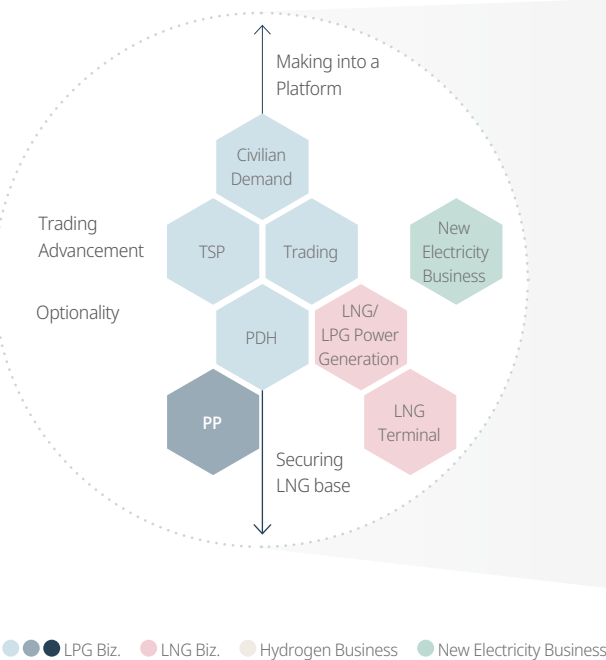 Making into a
Platform
Civilian
Demand
Trading
Advancement
TSP
Trading
New
Electricity
Business
Optionality
PDH
LNG/
LPG Power
Generation
PP
LNG
Terminal
Securing
LNG base
LPG Biz.
LNG Biz.
Hydrogen Business
New Electricity Business